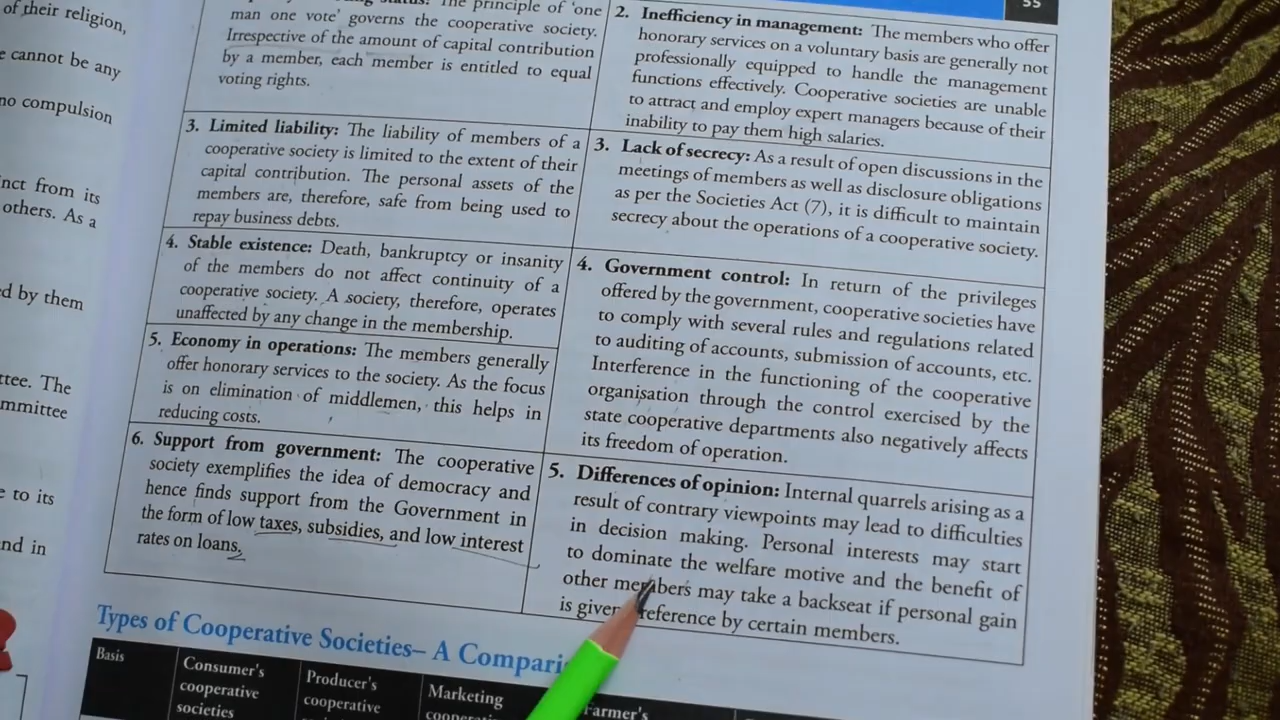 of their religion,
e cannot be any
no compulsion
nct from its
others. As a
ed by them
ttee. The
mmittee
e to its
nd in
The principle of 'one
man one vote' governs the cooperative society.
Irrespective of the amount of capital contribution
by a member, each member is entitled to equal
voting rights.
3. Limited liability: The liability of members of a
cooperative society is limited to the extent of their
capital contribution. The personal assets of the
members are, therefore, safe from being used to
repay business debts.
4. Stable existence: Death, bankruptcy or insanity
of the members do not affect continuity of a
cooperative society. A society, therefore, operates
unaffected by any change in the membership.
5. Economy in operations: The members generally
offer honorary services to the society. As the focus
is on elimination of middlemen, this helps in
reducing costs.
6. Support from government: The cooperative
society exemplifies the idea of democracy and
hence finds support from the Government in
the form of low taxes, subsidies, and low interest
rates on loans.
55
2. Inefficiency in management: The members who offer
honorary services on a voluntary basis are generally not
professionally equipped to handle the management
functions effectively. Cooperative societies are unable
to attract and employ expert managers because of their
inability to pay them high salaries.
3. Lack of secrecy: As a result of open discussions in the
meetings of members as well as disclosure obligations
as per the Societies Act (7), it is difficult to maintain
secrecy about the operations of a cooperative society.
4. Government control: In return of the privileges
offered by the government, cooperative societies have
to comply with several rules and regulations related
to auditing of accounts, submission of accounts, etc.
Interference in the functioning of the cooperative
organisation through the control exercised by the
state cooperative departments also negatively affects
its freedom of operation.
5. Differences of opinion: Internal quarrels arising as a
result of contrary viewpoints may lead to difficulties
in decision making. Personal interests may start
to dominate the welfare motive and the benefit of
other members may take a backseat if personal gain
is given reference by certain members.
Types of Cooperative Societies– A Compari
Basis
Consumer's
cooperative
societies
Producer's
cooperative
Marketing
Farmer's